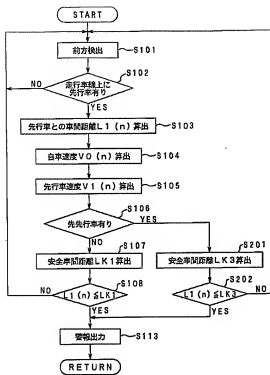 START
前方検出
S101
S102
走行車線上に
先行車有り
NO
YES
先行車との車間距離L1(n)算出
S103
自車速度V0(n)算出
S104
先行車速度V1(n)算出
S105
S106
先先行車有り
YES
NO
S107
安全車間距離LK1算出
S201
安全車間距離LK3算出
S108
L1(n)≦LK1
NO
YES
S202
L1(n)≦LK3
NO
YES
警報出力
S113
RETURN